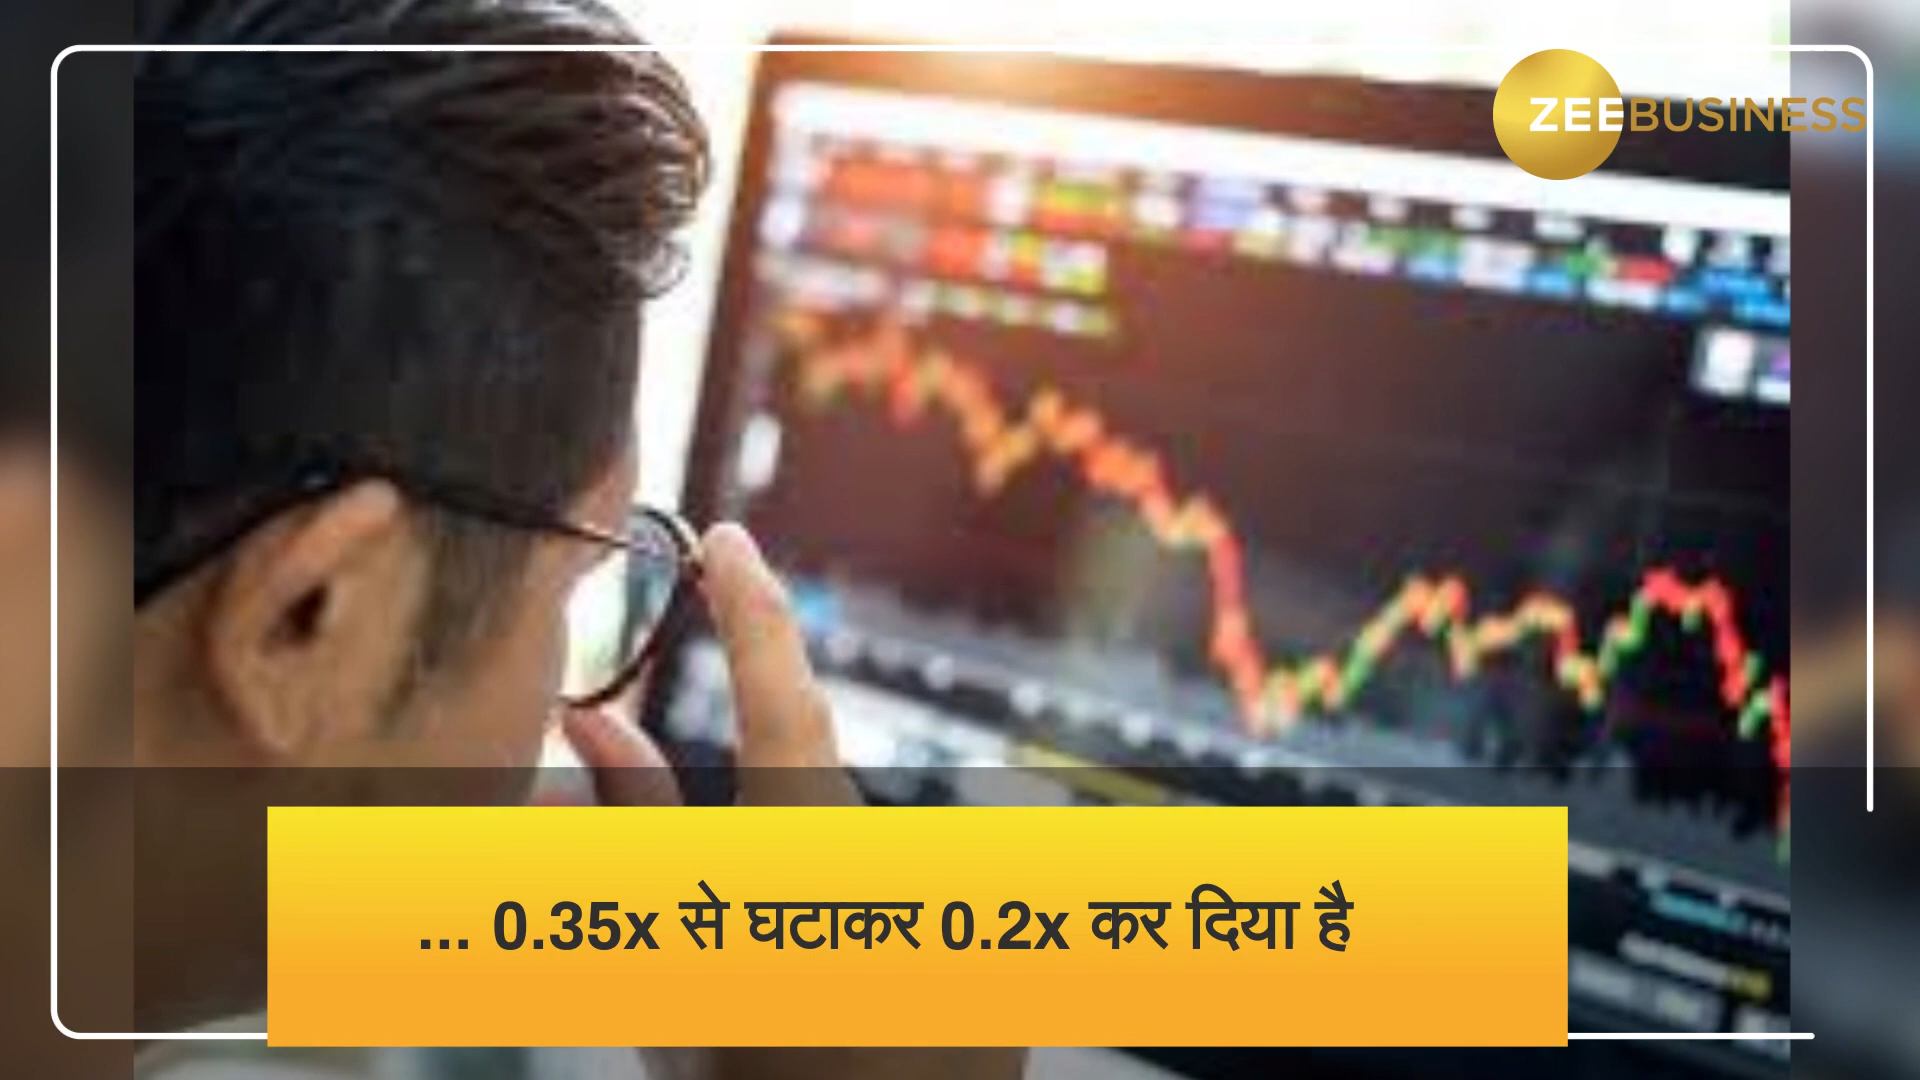 ZEEBUSINESS
... 0.35x से घटाकर 0.2x कर दिया है